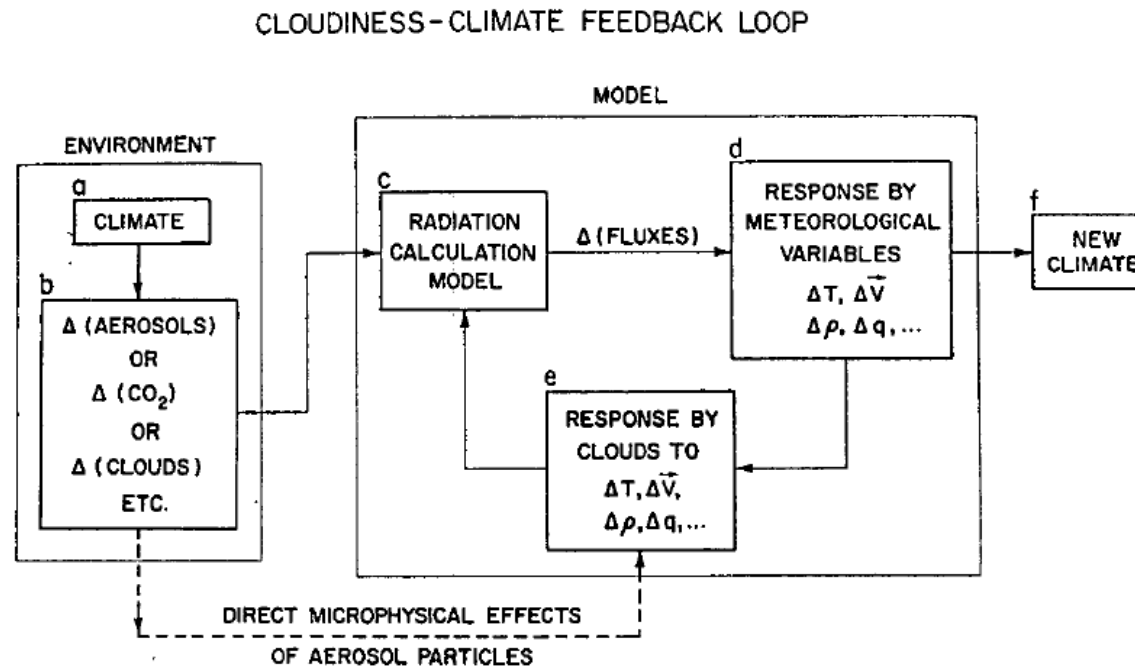 CLOUDINESS-CLIMATE FEEDBACK LOOP
MODEL
ENVIRONMENT
a
CLIMATE
b
Δ (AEROSOLS)
OR
Δ (CO₂)
OR
Δ (CLOUDS)
ETC.
c
RADIATION
CALCULATION
MODEL
Δ (FLUXES)
d
RESPONSE BY
METEOROLOGICAL
VARIABLES
ΔT, ΔV⃗
Δρ, Δq,...
e
RESPONSE BY
CLOUDS TO
ΔT, ΔV⃗,
Δρ, Δq,...
f
NEW
CLIMATE
DIRECT MICROPHYSICAL EFFECTS
OF AEROSOL PARTICLES